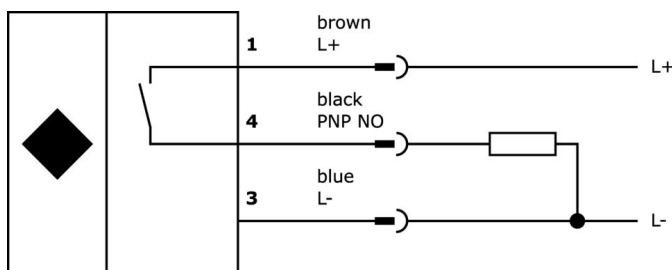 brown
1 L+
L+
black
4 PNP NO
blue
3 L-
L-